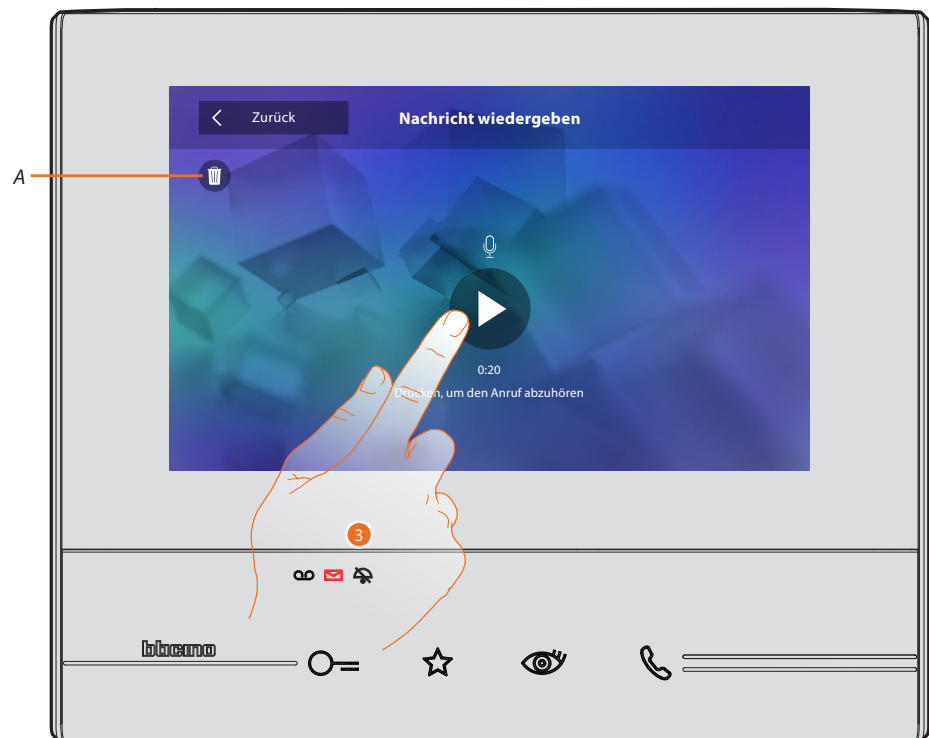 Zurück
Nachricht wiedergeben
A
0:20
Drücken, um den Anruf abzuhören
3
bticino